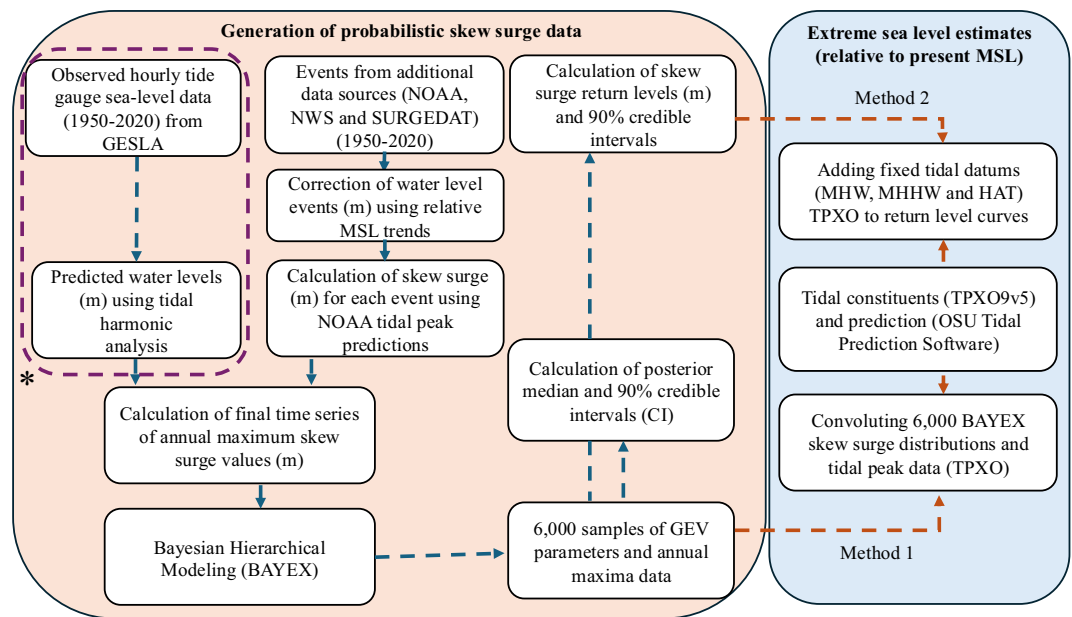 Generation of probabilistic skew surge data
Observed hourly tide
gauge sea-level data
(1950-2020) from
GESLA
Predicted water levels
(m) using tidal
harmonic
analysis
*
Events from additional
data sources (NOAA,
NWS and SURGEDAT)
(1950-2020)
Correction of water level
events (m) using relative
MSL trends
Calculation of skew surge
(m) for each event using
NOAA tidal peak
predictions
Calculation of final time series
of annual maximum skew
surge values (m)
Bayesian Hierarchical
Modeling (BAYEX)
Calculation of skew
surge return levels (m)
and 90% credible
intervals
Calculation of posterior
median and 90% credible
intervals (CI)
6,000 samples of GEV
parameters and annual
maxima data
Extreme sea level estimates
(relative to present MSL)
Method 2
Adding fixed tidal datums
(MHW, MHHW and HAT)
TPXO to return level curves
Tidal constituents (TPXO9v5)
and prediction (OSU Tidal
Prediction Software)
Convoluting 6,000 BAYEX
skew surge distributions and
tidal peak data (TPXO)
Method 1